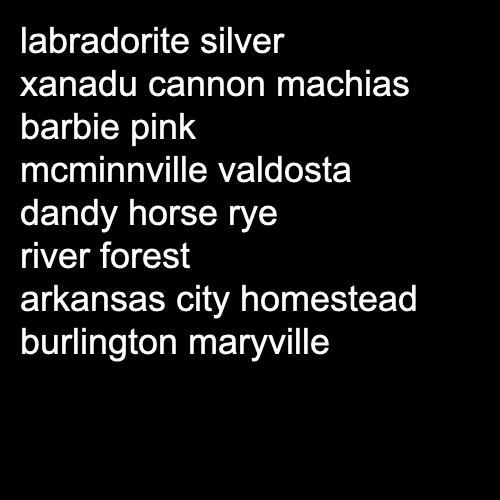 labradorite silver
xanadu cannon machias
barbie pink
mcminnville valdosta
dandy horse rye
river forest
arkansas city homestead
burlington maryville